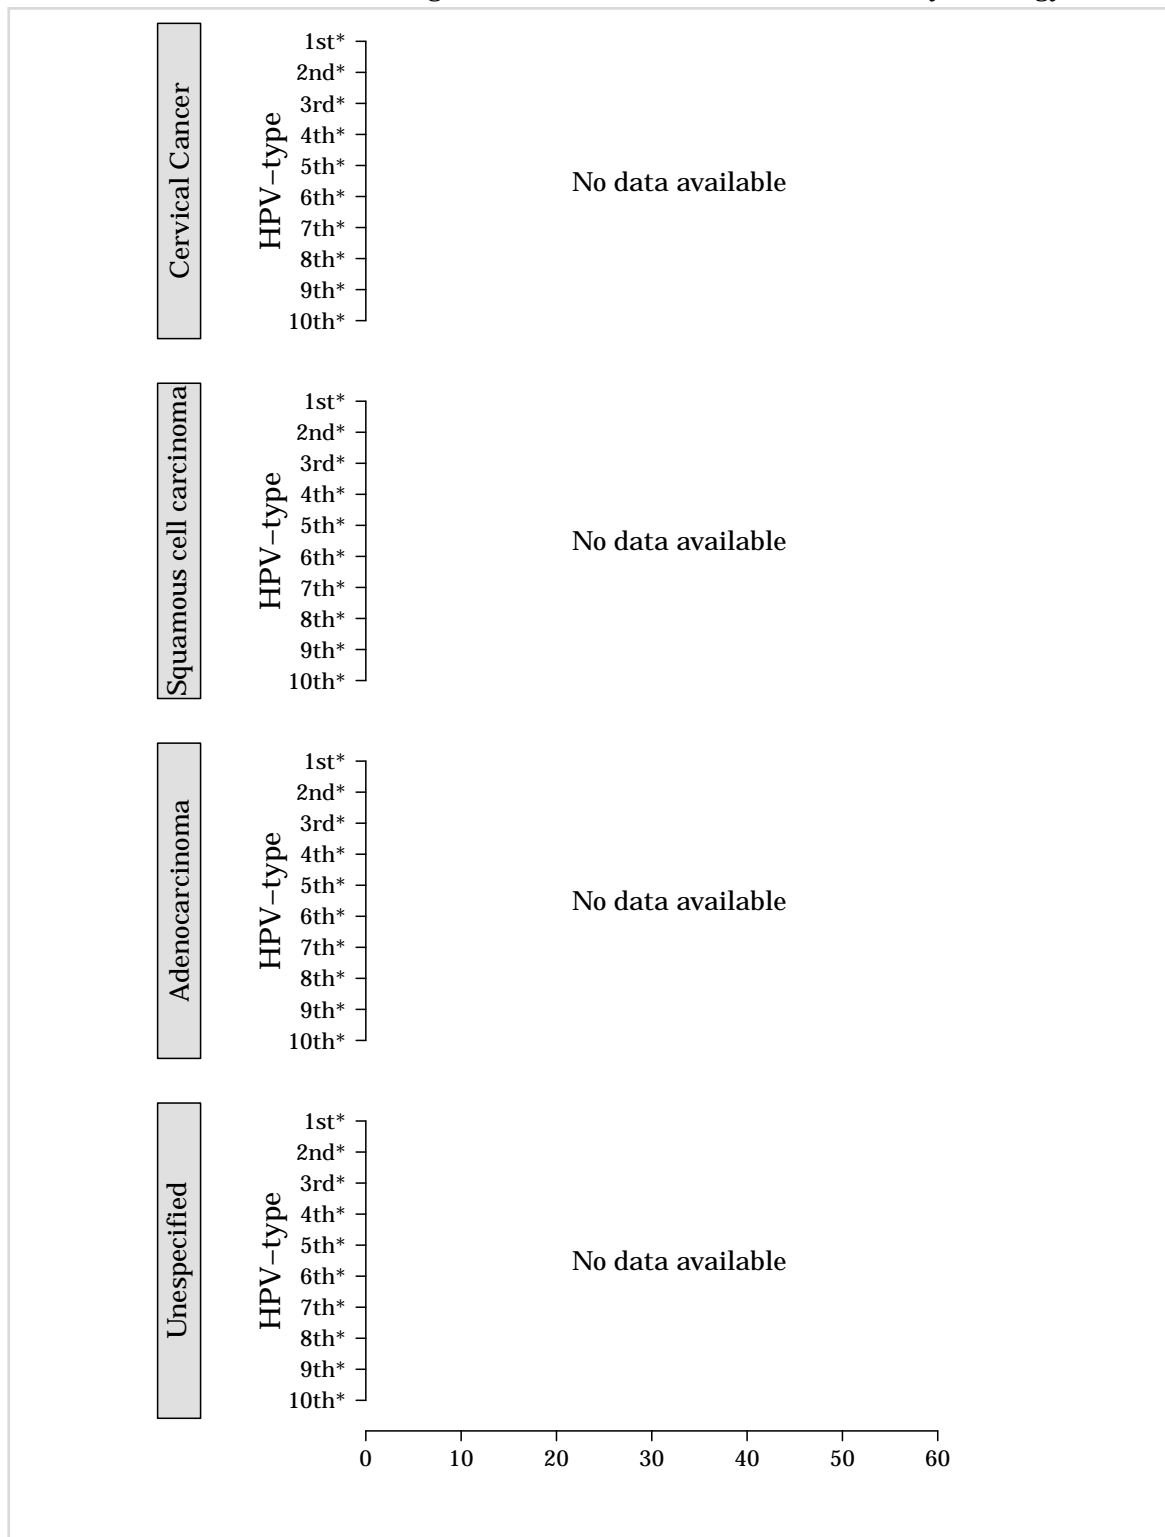 Cervical Cancer
HPV−type
1st*
2nd*
3rd*
4th*
5th*
6th*
7th*
8th*
9th*
10th*
No data available
Squamous cell carcinoma
HPV−type
1st*
2nd*
3rd*
4th*
5th*
6th*
7th*
8th*
9th*
10th*
No data available
Adenocarcinoma
HPV−type
1st*
2nd*
3rd*
4th*
5th*
6th*
7th*
8th*
9th*
10th*
No data available
Unespecified
HPV−type
1st*
2nd*
3rd*
4th*
5th*
6th*
7th*
8th*
9th*
10th*
No data available
0 10 20 30 40 50 60